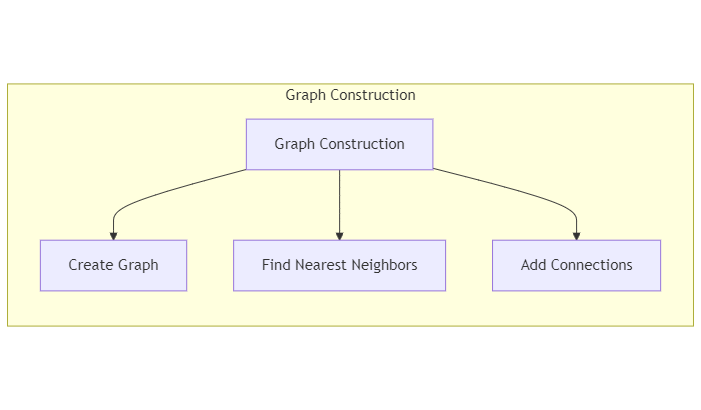 Graph Construction
Graph Construction
Create Graph
Find Nearest Neighbors
Add Connections